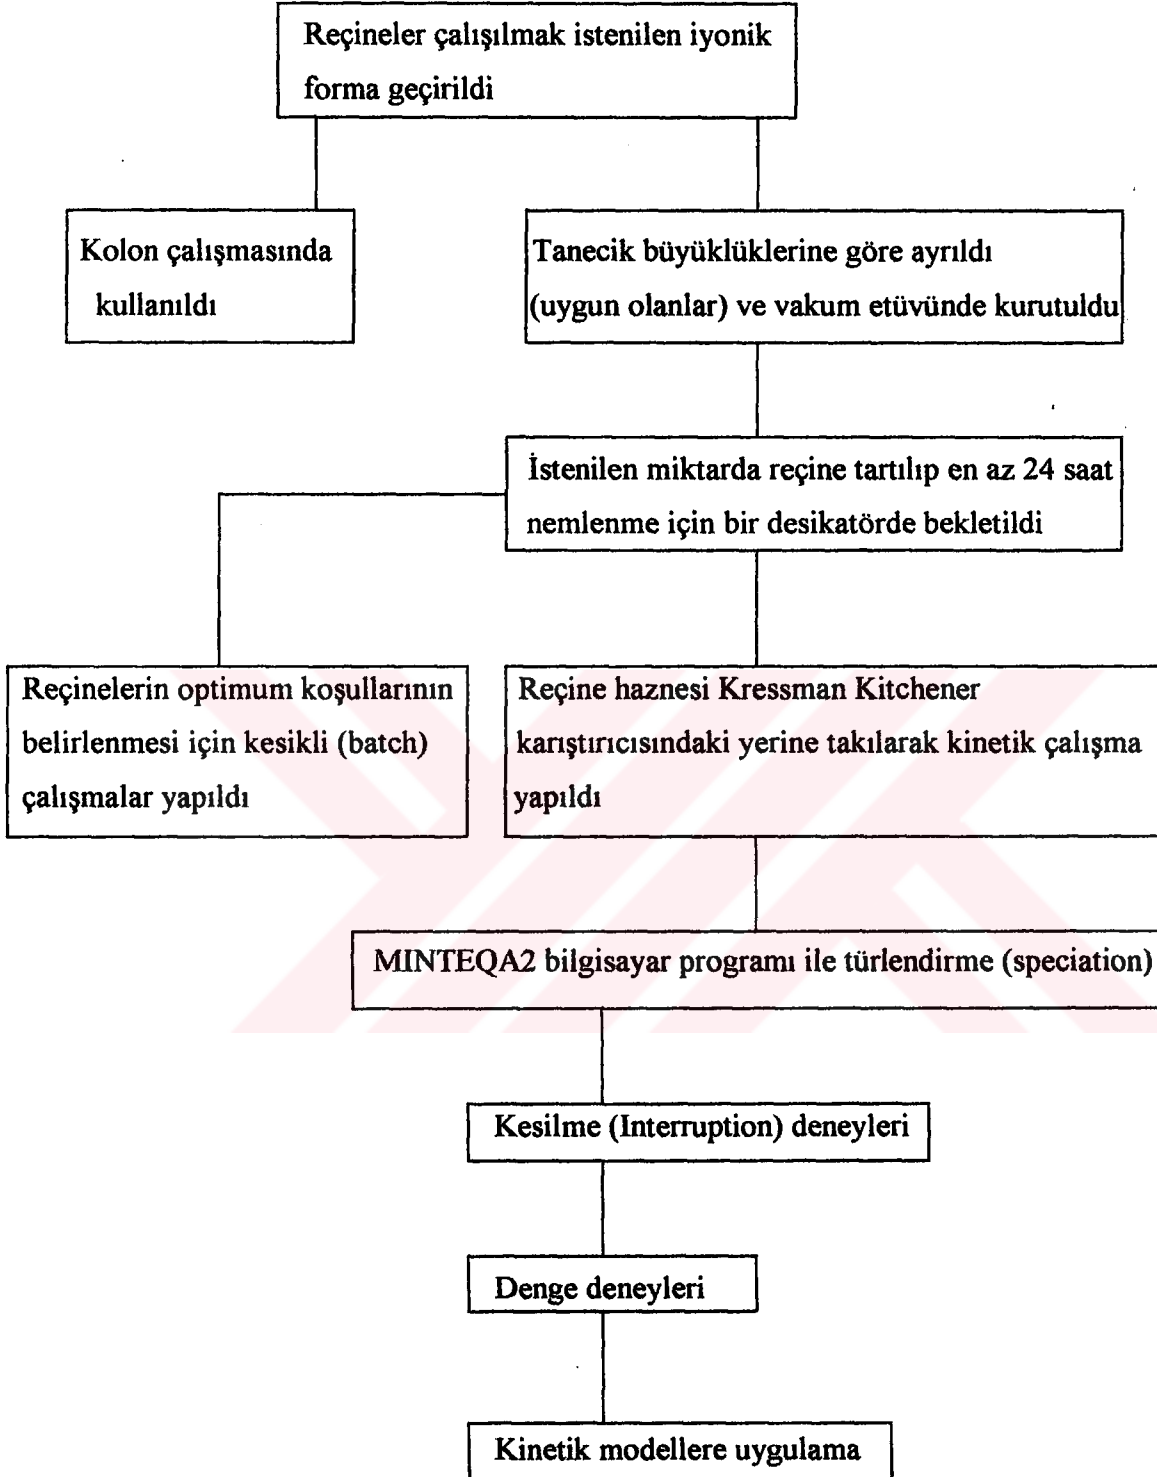 Reçineler çalışılmak istenilen iyonik
forma geçirildi
Kolon çalışmasında
kullanıldı
Tanecik büyüklüklerine göre ayrıldı
(uygun olanlar) ve vakum etüvünde kurutuldu
İstenilen miktarda reçine tartılıp en az 24 saat
nemlenme için bir desikatörde bekletildi
Reçinelerin optimum koşullarının
belirlenmesi için kesikli (batch)
çalışmalar yapıldı
Reçine haznesi Kressman Kitchener
karıştırıcısındaki yerine takılarak kinetik çalışma
yapıldı
MINTEQA2 bilgisayar programı ile türlendirme (speciation)
Kesilme (Interruption) deneyleri
Denge deneyleri
Kinetik modellere uygulama